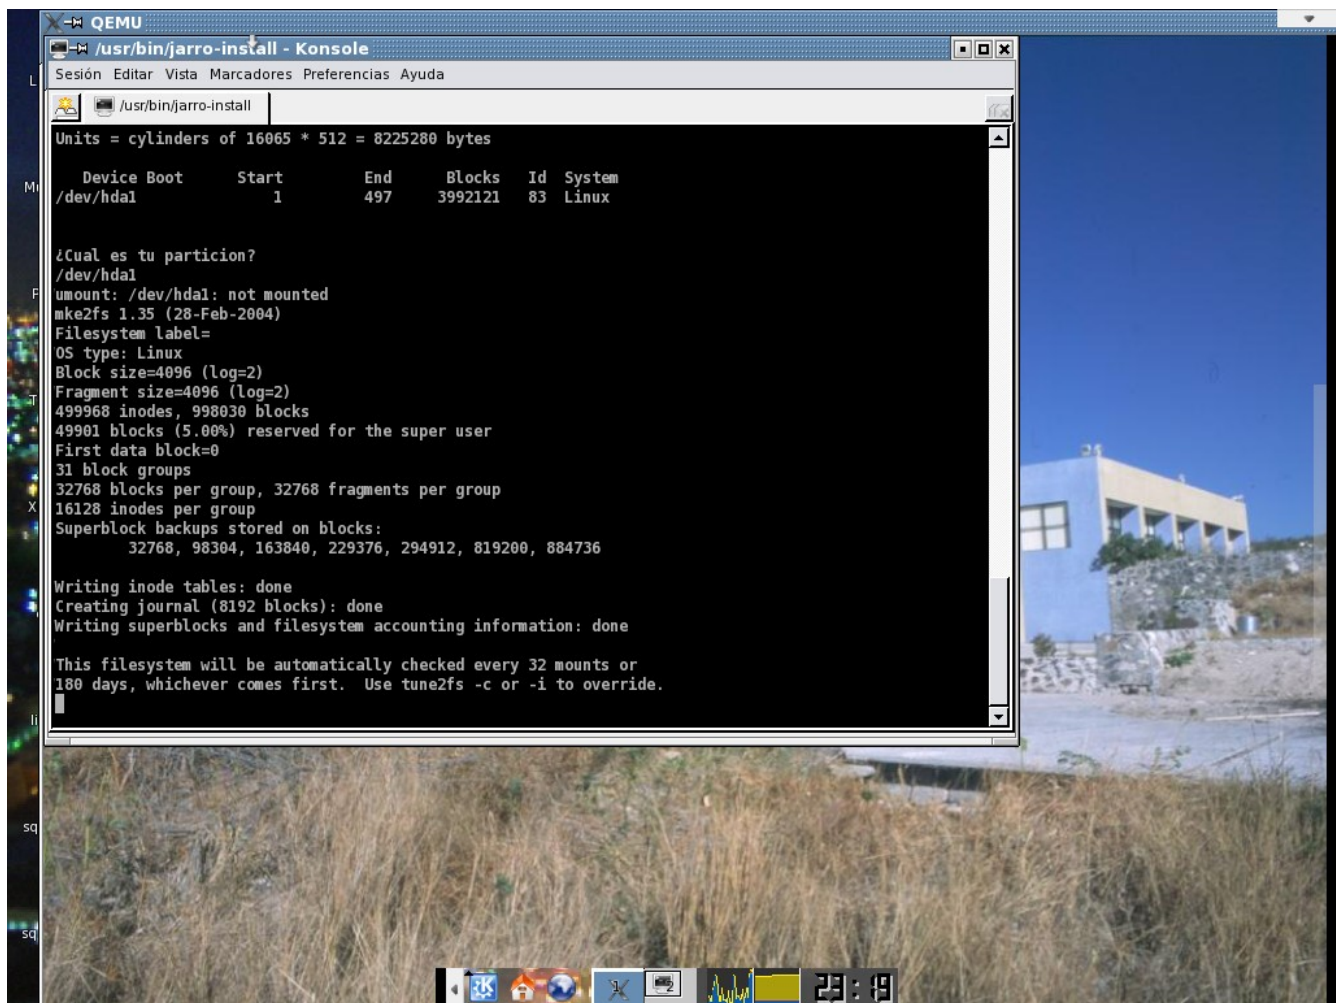 QEMU
/usr/bin/jarro-install - Konsole
Sesión Editar Vista Marcadores Preferencias Ayuda
/usr/bin/jarro-install
Units = cylinders of 16065 * 512 = 8225280 bytes
Device Boot Start End Blocks Id System
/dev/hda1 1 497 3992121 83 Linux
¿Cual es tu particion?
/dev/hda1
umount: /dev/hda1: not mounted
mke2fs 1.35 (28-Feb-2004)
Filesystem label=
OS type: Linux
Block size=4096 (log=2)
Fragment size=4096 (log=2)
499968 inodes, 998030 blocks
49901 blocks (5.00%) reserved for the super user
First data block=0
31 block groups
32768 blocks per group, 32768 fragments per group
16128 inodes per group
Superblock backups stored on blocks:
32768, 98304, 163840, 229376, 294912, 819200, 884736
Writing inode tables: done
Creating journal (8192 blocks): done
Writing superblocks and filesystem accounting information: done
This filesystem will be automatically checked every 32 mounts or
180 days, whichever comes first.  Use tune2fs -c or -i to override.
23:19